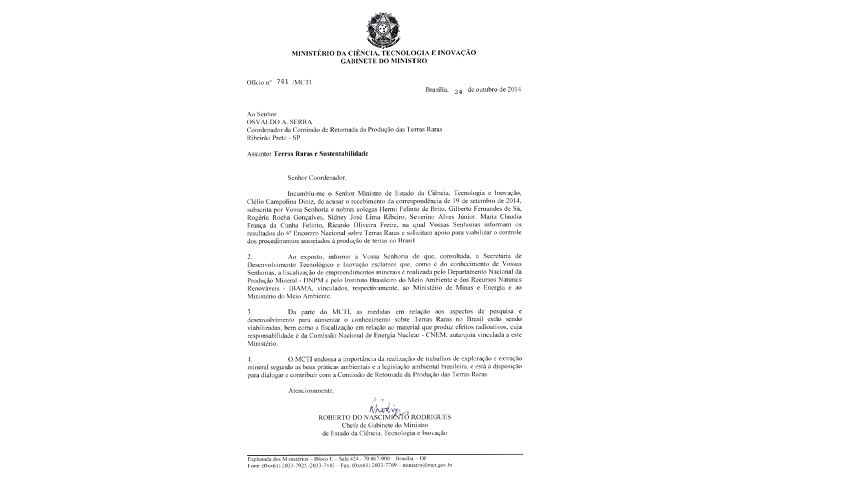 MINISTÉRIO DA CIÊNCIA, TECNOLOGIA E INOVAÇÃO
GABINETE DO MINISTRO
Ofício nº 781 /MCTI
Brasília, 24 de outubro de 2014
Ao Senhor
OSVALDO A. SERRA
Coordenador da Comissão de Retomada da Produção das Terras Raras
Ribeirão Preto - SP
Assunto: Terras Raras e Sustentabilidade
Senhor Coordenador,
Incumbiu-me o Senhor Ministro de Estado da Ciência, Tecnologia e Inovação,
Clélio Campolina Diniz, de acusar o recebimento da correspondência de 19 de setembro de 2014,
subscrita por Vossa Senhoria e nobres colegas Hermi Felinto de Brito, Gilberto Fernandes de Sá,
Rogéria Rocha Gonçalves, Sidney José Lima Ribeiro, Severino Alves Júnior, Maria Claudia
França da Cunha Felinto, Ricardo Oliveira Freire, na qual Vossas Senhorias informam os
resultados do 4º Encontro Nacional sobre Terras Raras e solicitam apoio para viabilizar o controle
dos procedimentos associados à produção de terras no Brasil.
2. Ao exposto, informo a Vossa Senhoria de que, consultada, a Secretaria de
Desenvolvimento Tecnológico e Inovação esclarece que, como é do conhecimento de Vossas
Senhorias, a fiscalização de empreendimentos minerais é realizada pelo Departamento Nacional da
Produção Mineral - DNPM e pelo Instituto Brasileiro do Meio Ambiente e dos Recursos Naturais
Renováveis - IBAMA, vinculados, respectivamente, ao Ministério de Minas e Energia e ao
Ministério do Meio Ambiente.
3. Da parte do MCTI, as medidas em relação aos aspectos de pesquisa e
desenvolvimento para aumentar o conhecimento sobre Terras Raras no Brasil estão sendo
viabilizadas, bem como a fiscalização em relação ao material que produz efeitos radioativos, cuja
responsabilidade é da Comissão Nacional de Energia Nuclear - CNEM, autarquia vinculada a este
Ministério.
4. O MCTI endossa a importância da realização de trabalhos de exploração e extração
mineral segundo as boas práticas ambientais e a legislação ambiental brasileira, e está à disposição
para dialogar e contribuir com a Comissão de Retomada da Produção das Terras Raras.
Atenciosamente,
ROBERTO DO NASCIMENTO RODRIGUES
Chefe de Gabinete do Ministro
de Estado da Ciência, Tecnologia e Inovação
Esplanada dos Ministérios – Bloco E – Sala 424 - 70.067-900 – Brasília – DF
Fone: (0xx61) 2033-7925 /2033-7443 – Fax: (0xx61) 2033-7769 – ministro@mct.gov.br